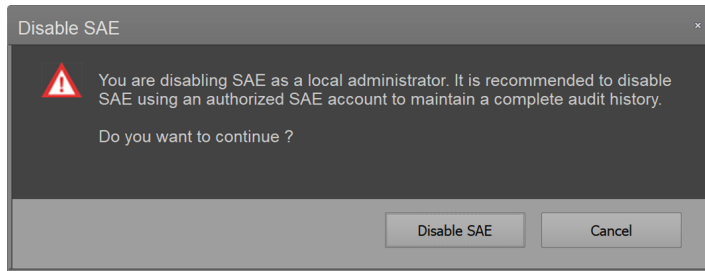 Disable SAE
You are disabling SAE as a local administrator. It is recommended to disable
SAE using an authorized SAE account to maintain a complete audit history.
Do you want to continue ?
Disable SAE
Cancel